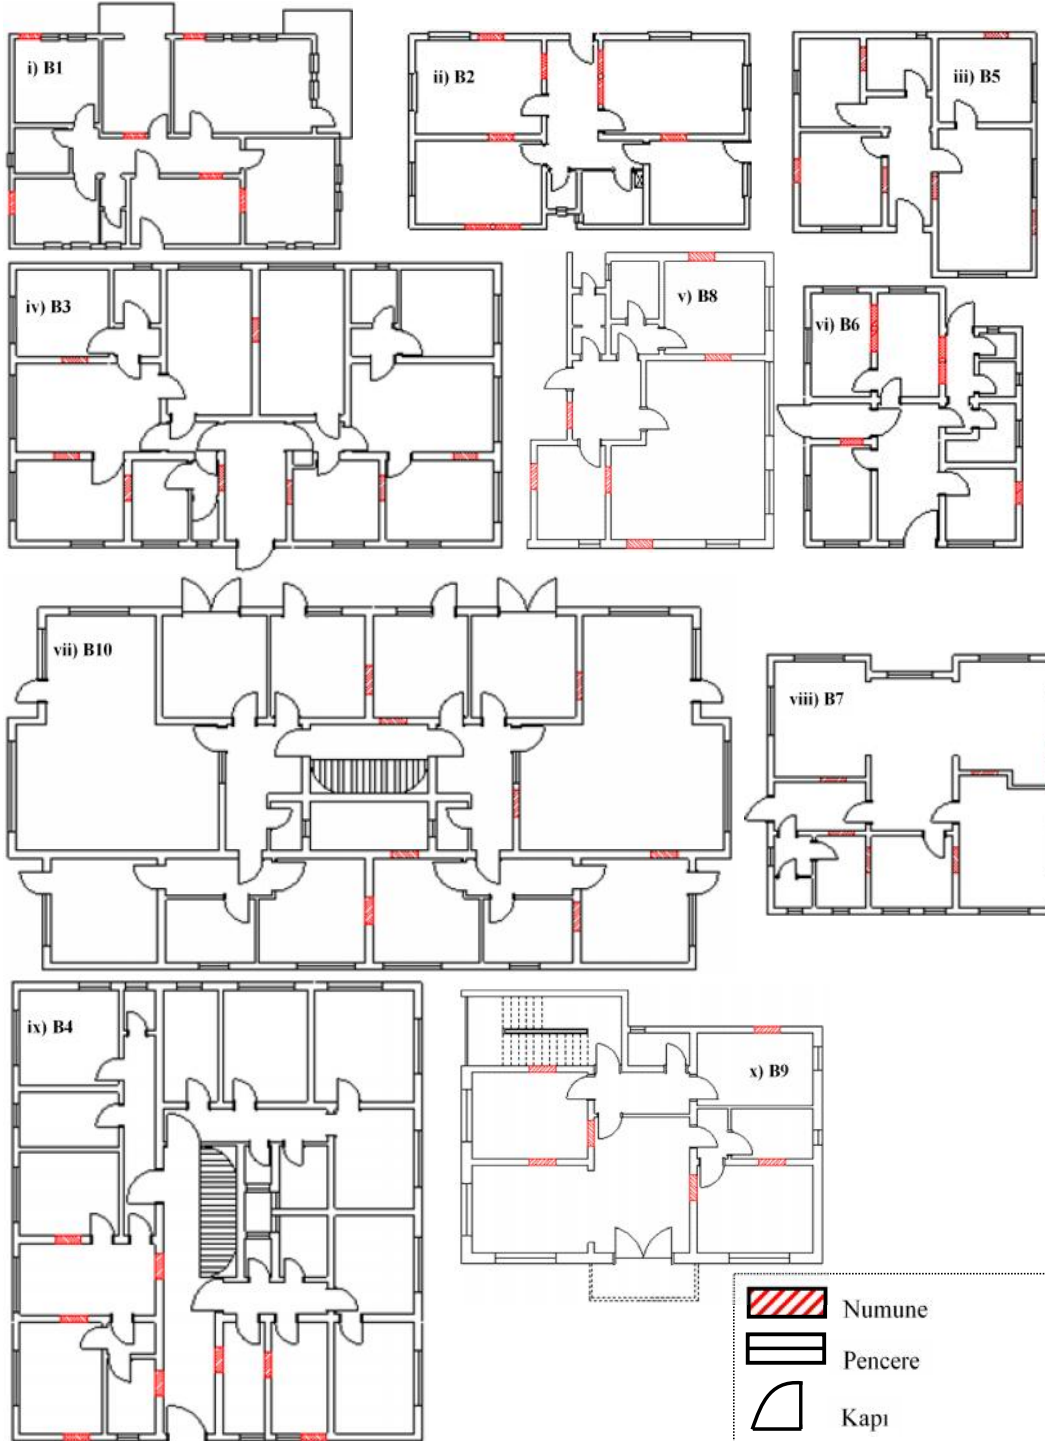 i) B1
ii) B2
iii) B5
iv) B3
v) B8
vi) B6
vii) B10
viii) B7
ix) B4
x) B9
Numune
Pencere
Kapı